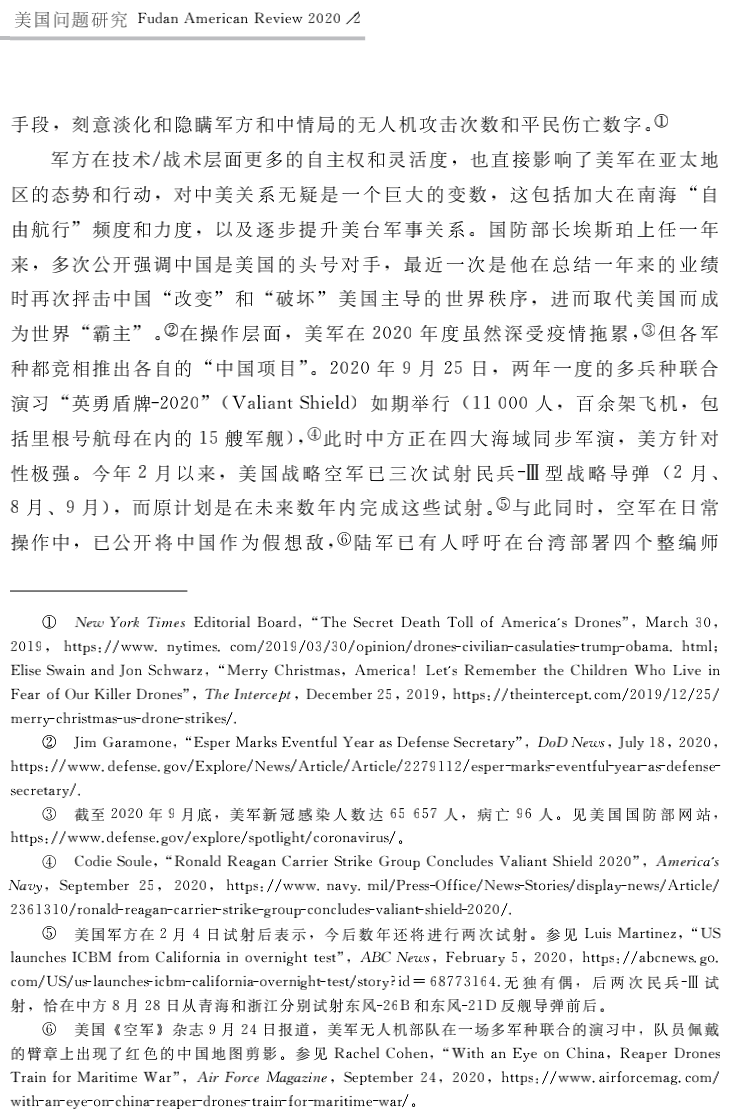 美国问题研究 Fudan American Review 2020/2
手段，刻意淡化和隐瞒军方和中情局的无人机攻击次数和平民伤亡数字。①
军方在技术/战术层面更多的自主权和灵活度，也直接影响了美军在亚太地
区的态势和行动，对中美关系无疑是一个巨大的变数，这包括加大在南海“自
由航行”频度和力度，以及逐步提升美台军事关系。国防部长埃斯珀上任一年
来，多次公开强调中国是美国的头号对手，最近一次是他在总结一年来的业绩
时再次抨击中国“改变”和“破坏”美国主导的世界秩序，进而取代美国而成
为世界“霸主”。②在操作层面，美军在 2020 年度虽然深受疫情拖累，③但各军
种都竞相推出各自的“中国项目”。2020 年 9 月 25 日，两年一度的多兵种联合
演习“英勇盾牌-2020”（Valiant Shield）如期举行（11 000 人，百余架飞机，包
括里根号航母在内的 15 艘军舰），④此时中方正在四大海域同步军演，美方针对
性极强。今年 2 月以来，美国战略空军已三次试射民兵-Ⅲ型战略导弹（2 月、
8 月、9 月），而原计划是在未来数年内完成这些试射。⑤与此同时，空军在日常
操作中，已公开将中国作为假想敌，⑥陆军已有人呼吁在台湾部署四个整编师
① New York Times Editorial Board, “The Secret Death Toll of America's Drones”, March 30,
2019, https://www. nytimes. com/2019/03/30/opinion/drones-civilian-casulaties-trump-obama. html;
Elise Swain and Jon Schwarz, “Merry Christmas, America! Let's Remember the Children Who Live in
Fear of Our Killer Drones”, The Intercept, December 25, 2019, https://theintercept.com/2019/12/25/
merry-christmas-us-drone-strikes/.
② Jim Garamone, “Esper Marks Eventful Year as Defense Secretary”, DoD News, July 18, 2020,
https://www.defense.gov/Explore/News/Article/Article/2279112/esper-marks-eventful-year-as-defense-
secretary/.
③ 截至 2020 年 9 月底，美军新冠感染人数达 65 657 人，病亡 96 人。见美国国防部网站，
https://www.defense.gov/explore/spotlight/coronavirus/。
④ Codie Soule, “Ronald Reagan Carrier Strike Group Concludes Valiant Shield 2020”, America's
Navy, September 25, 2020, https://www. navy. mil/Press-Office/News-Stories/display-news/Article/
2361310/ronald-reagan-carrier-strike-group-concludes-valiant-shield-2020/.
⑤ 美国军方在 2 月 4 日试射后表示，今后数年还将进行两次试射。参见 Luis Martinez, “US
launches ICBM from California in overnight test”, ABC News, February 5, 2020, https://abcnews.go.
com/US/us-launches-icbm-california-overnight-test/story?id=68773164.无独有偶，后两次民兵-Ⅲ试
射，恰在中方 8 月 28 日从青海和浙江分别试射东风-26B 和东风-21D 反舰导弹前后。
⑥ 美国《空军》杂志 9 月 24 日报道，美军无人机部队在一场多军种联合的演习中，队员佩戴
的臂章上出现了红色的中国地图剪影。参见 Rachel Cohen, “With an Eye on China, Reaper Drones
Train for Maritime War”, Air Force Magazine, September 24, 2020, https://www.airforcemag.com/
with-an-eye-on-china-reaper-drones-train-for-maritime-war/。